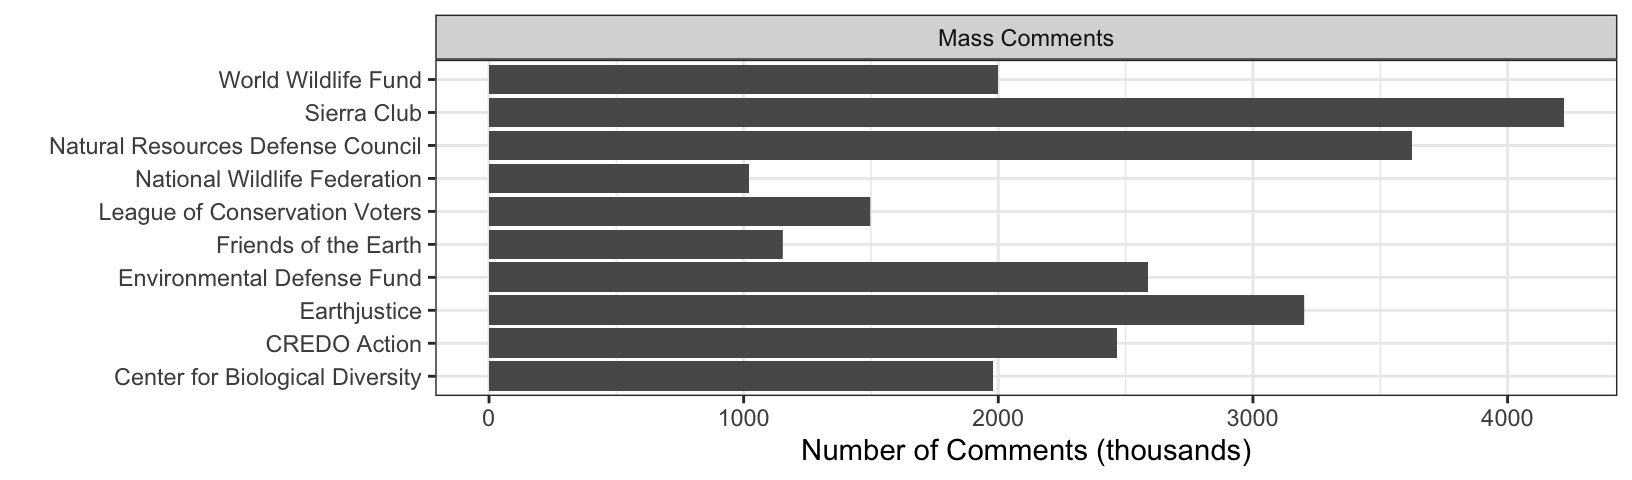 Mass Comments
World Wildlife Fund
Sierra Club
Natural Resources Defense Council
National Wildlife Federation
League of Conservation Voters
Friends of the Earth
Environmental Defense Fund
Earthjustice
CREDO Action
Center for Biological Diversity
0 1000 2000 3000 4000
Number of Comments (thousands)